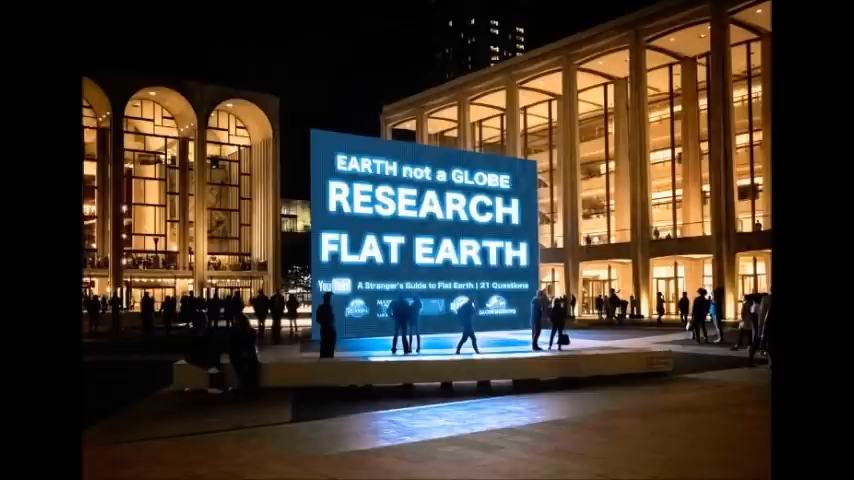 EARTH not a GLOBE
RESEARCH
FLAT EARTH
YouTube A Stranger's Guide to Flat Earth | 21 Questions